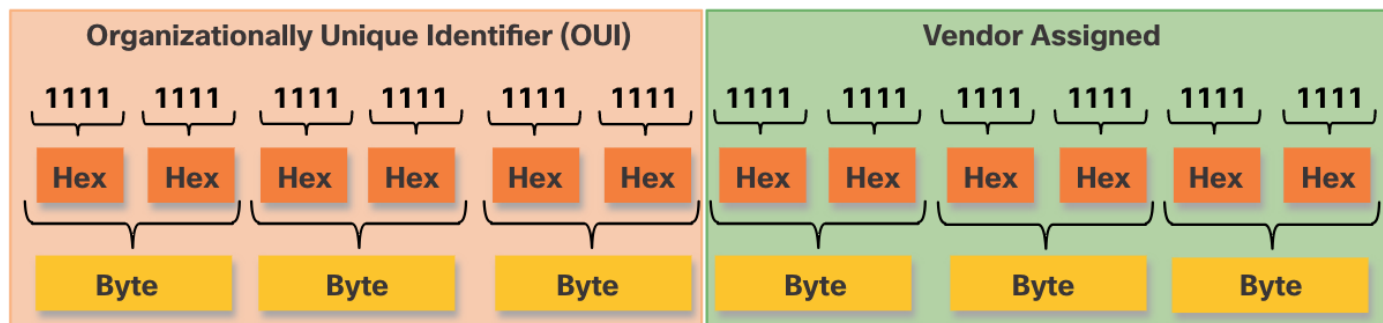 Organizationally Unique Identifier (OUI) Vendor Assigned
1111 1111 1111 1111 1111 1111 1111 1111 1111 1111 1111 1111
Hex Hex Hex Hex Hex Hex Hex Hex Hex Hex Hex Hex
Byte Byte Byte Byte Byte Byte